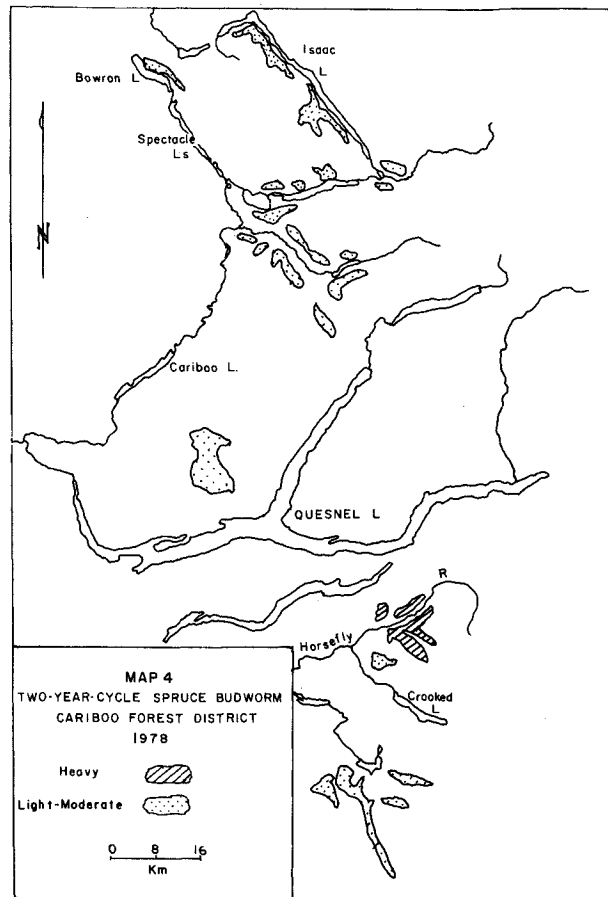 Isaac
L
Bowron L
Spectacle
Ls
N
Cariboo L.
QUESNEL L
R
Horsefly
Crooked
L
MAP 4
TWO-YEAR-CYCLE SPRUCE BUDWORM
CARIBOO FOREST DISTRICT
1978
Heavy
Light-Moderate
0 8 16
Km